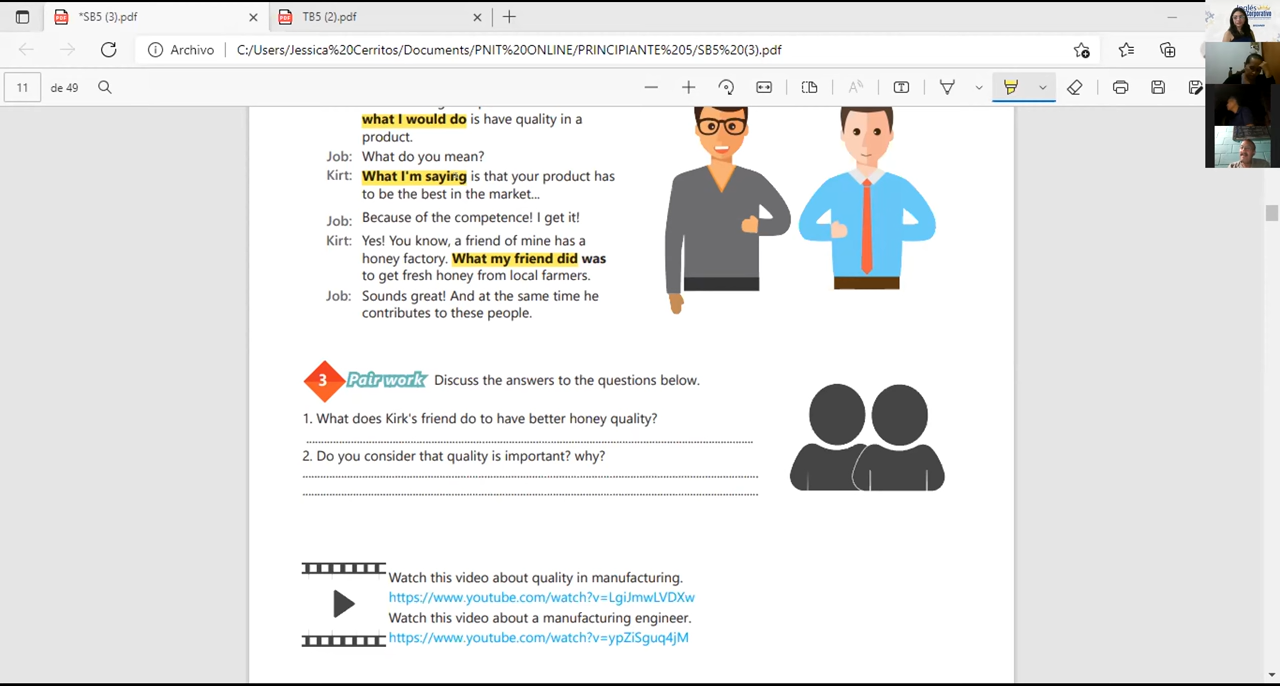 *SB5 (3).pdf
TB5 (2).pdf
Archivo
C:/Users/Jessica%20Cerritos/Documents/PNIT%20ONLINE/PRINCIPIANTE%205/SB5%20(3).pdf
11 de 49
Inglés
Corporativo
what I would do is have quality in a
product.
Job: What do you mean?
Kirt: What I'm saying is that your product has
to be the best in the market...
Job: Because of the competence! I get it!
Kirt: Yes! You know, a friend of mine has a
honey factory. What my friend did was
to get fresh honey from local farmers.
Job: Sounds great! And at the same time he
contributes to these people.
3 Pair work Discuss the answers to the questions below.
1. What does Kirk's friend do to have better honey quality?
2. Do you consider that quality is important? why?
Watch this video about quality in manufacturing.
https://www.youtube.com/watch?v=LgiJmwLVDXw
Watch this video about a manufacturing engineer.
https://www.youtube.com/watch?v=ypZiSguq4jM